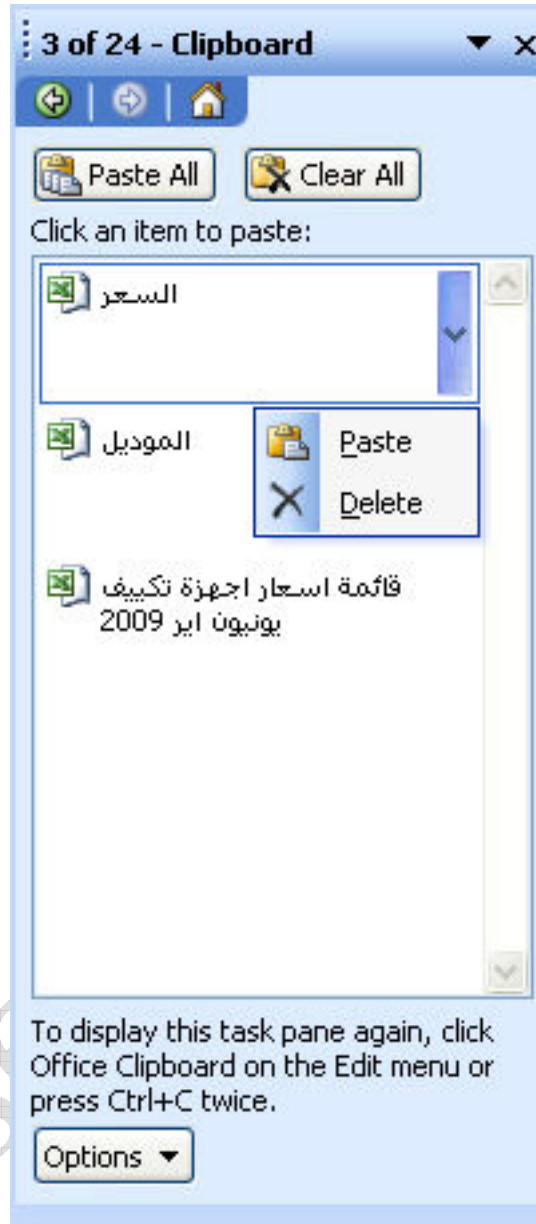 3 of 24 - Clipboard
Paste All
Clear All
Click an item to paste:
السعر
الموديل
Paste
Delete
قائمة اسعار اجهزة تكييف
يونيون اير 2009
To display this task pane again, click
Office Clipboard on the Edit menu or
press Ctrl+C twice.
Options